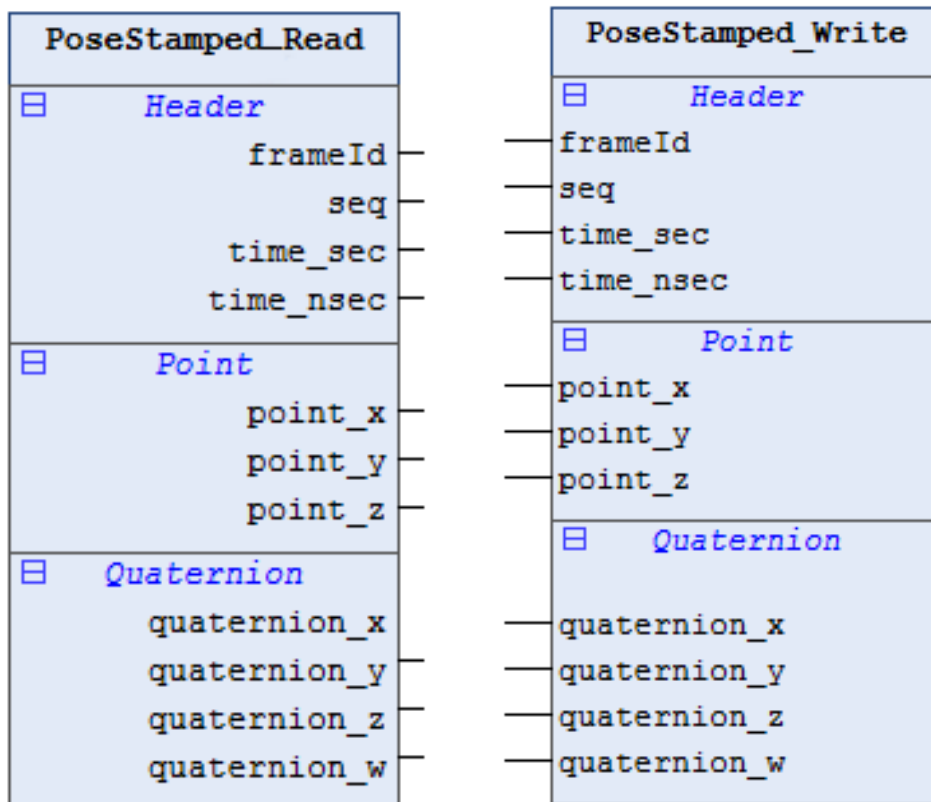 PoseStamped_Read
Header
frameId
seq
time_sec
time_nsec
Point
point_x
point_y
point_z
Quaternion
quaternion_x
quaternion_y
quaternion_z
quaternion_w
PoseStamped_Write
Header
frameId
seq
time_sec
time_nsec
Point
point_x
point_y
point_z
Quaternion
quaternion_x
quaternion_y
quaternion_z
quaternion_w